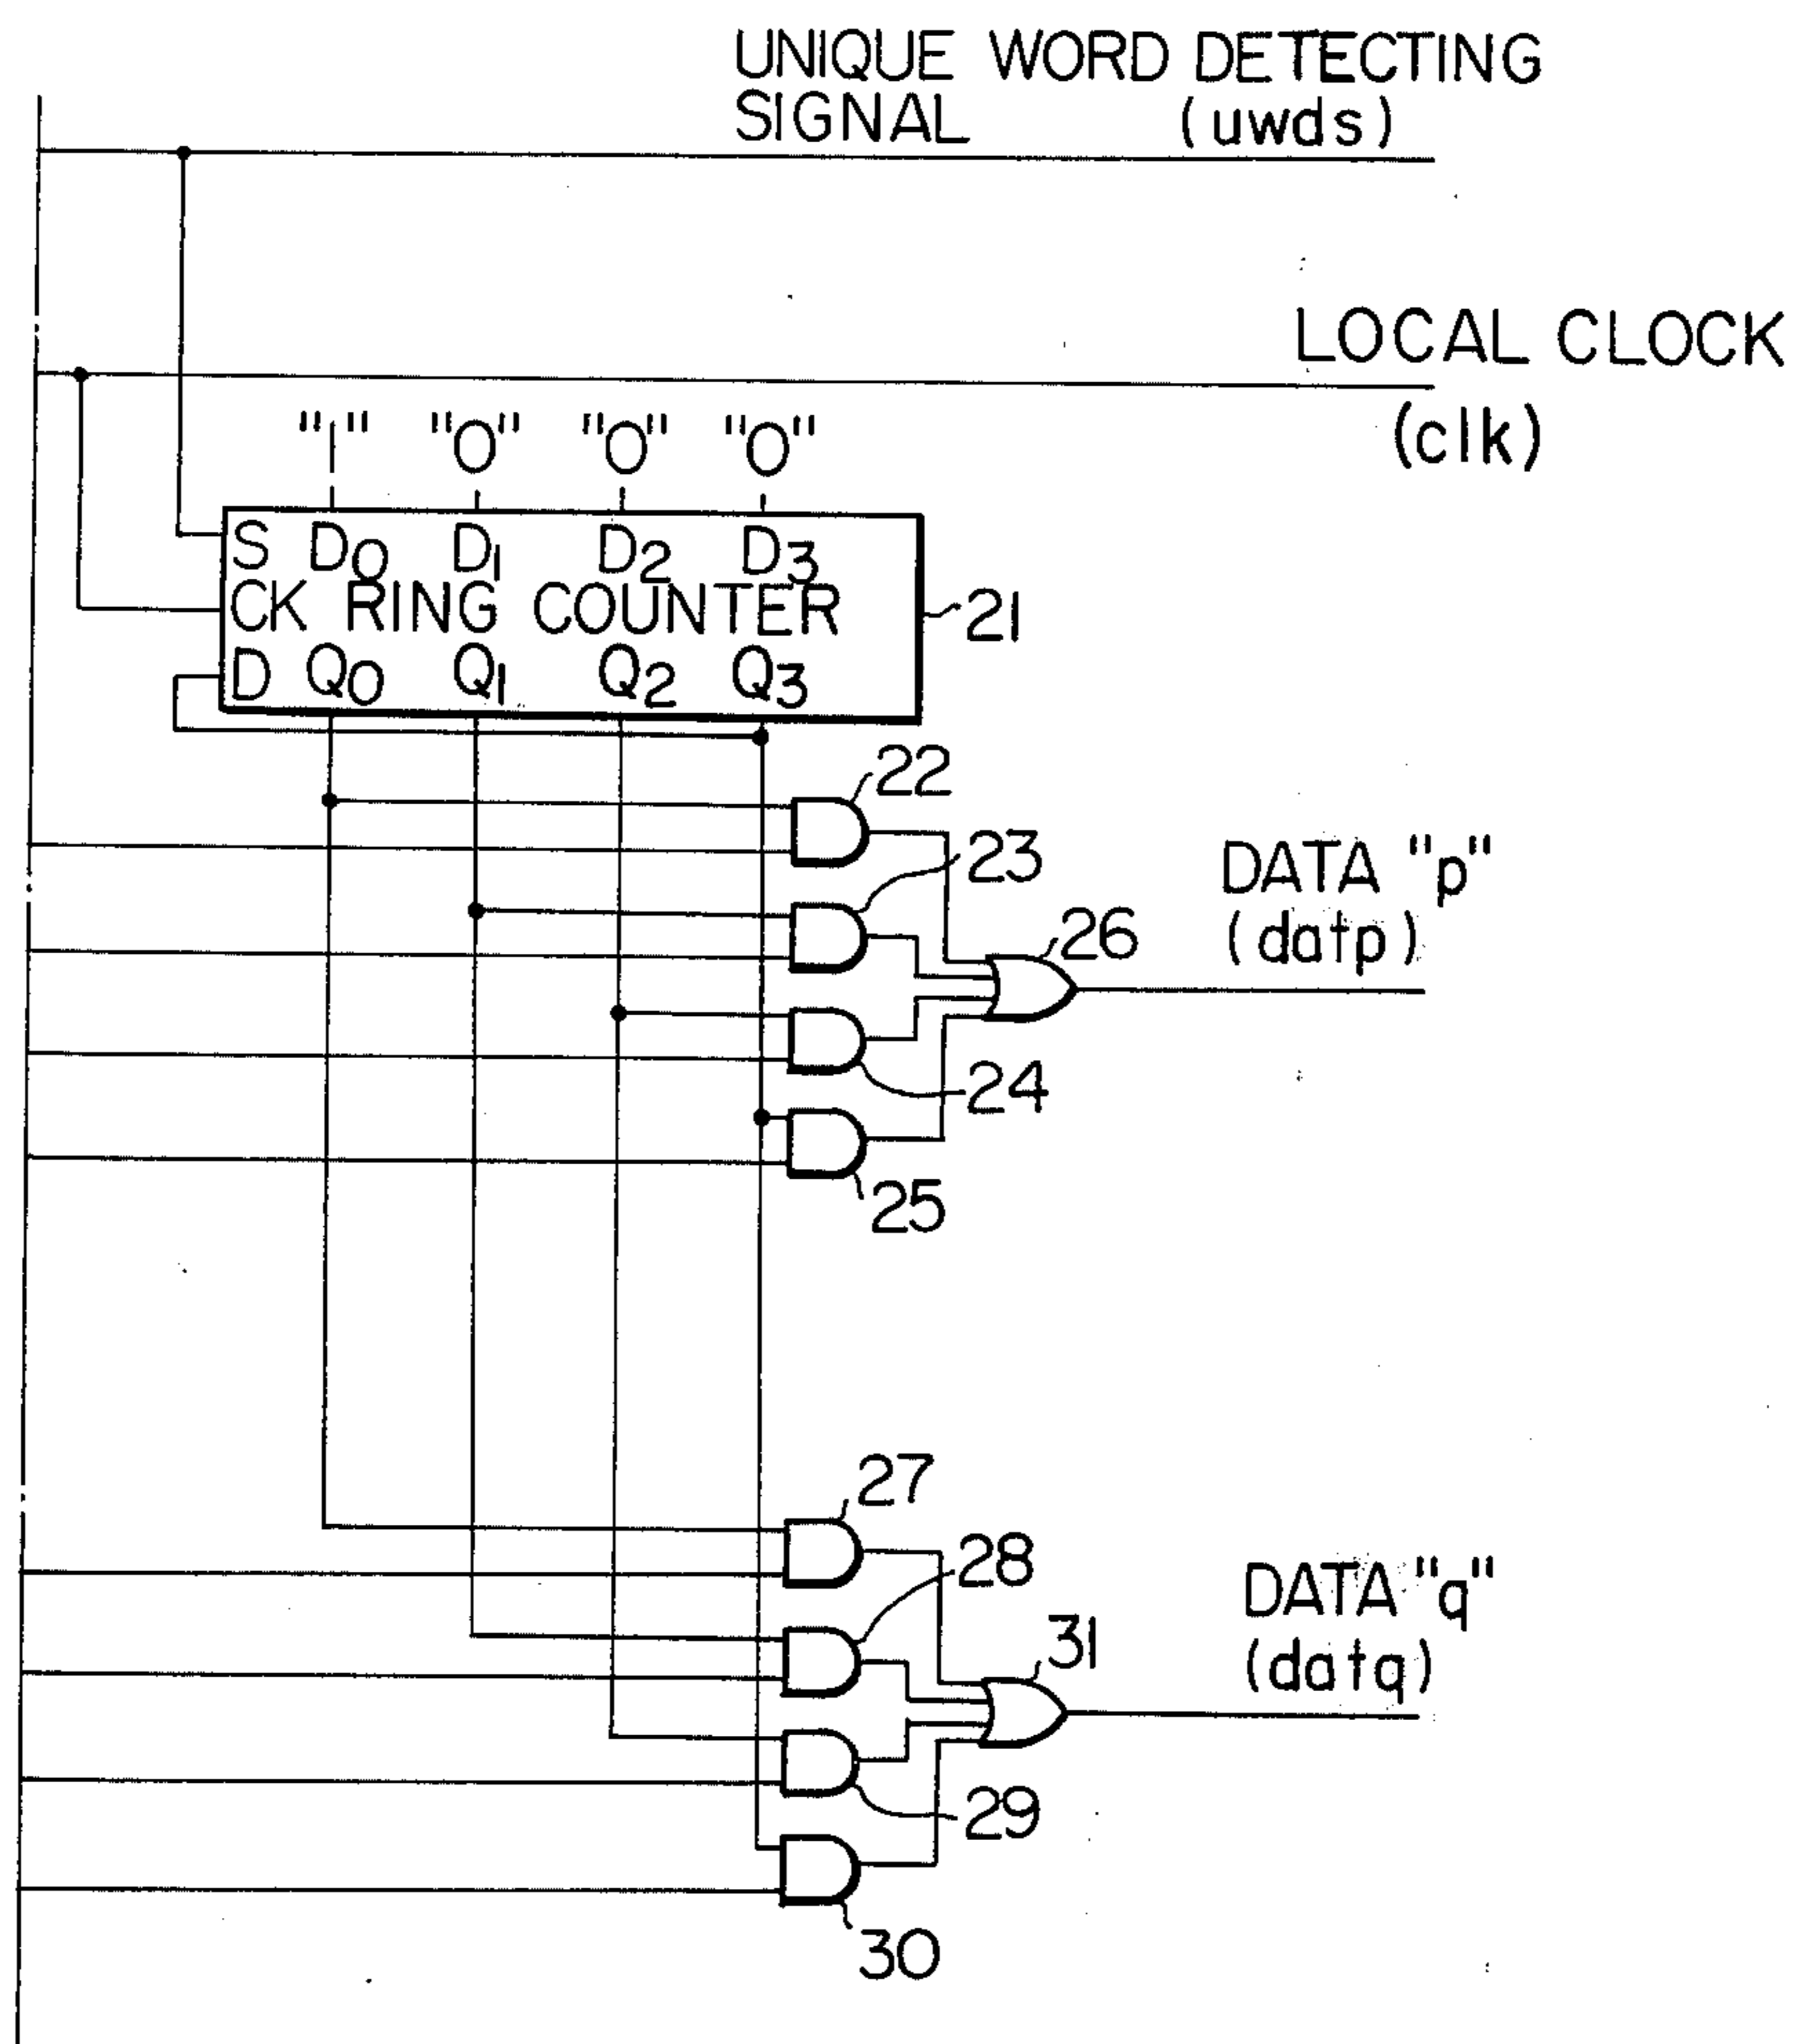 UNIQUE WORD DETECTING
SIGNAL (uwds)
LOCAL CLOCK
(clk)
"1" "0" "0" "0"
S D0 D1 D2 D3
CK RING COUNTER
21
D Q0 Q1 Q2 Q3
22
23
DATA "p"
26
(datp)
24
25
27
28
DATA "q"
31
(datq)
29
30